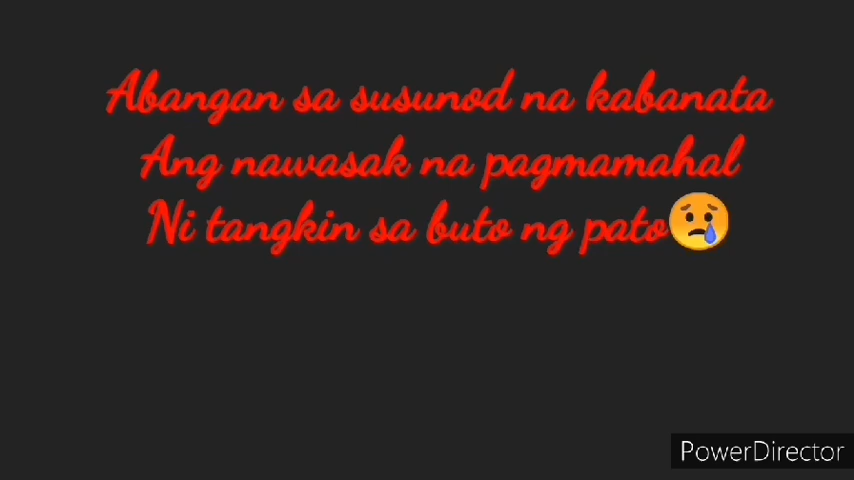 Abangan sa susunod na kabanata
Ang nawasak na pagmamahal
Ni tangkin sa buto ng pato😢
PowerDirector